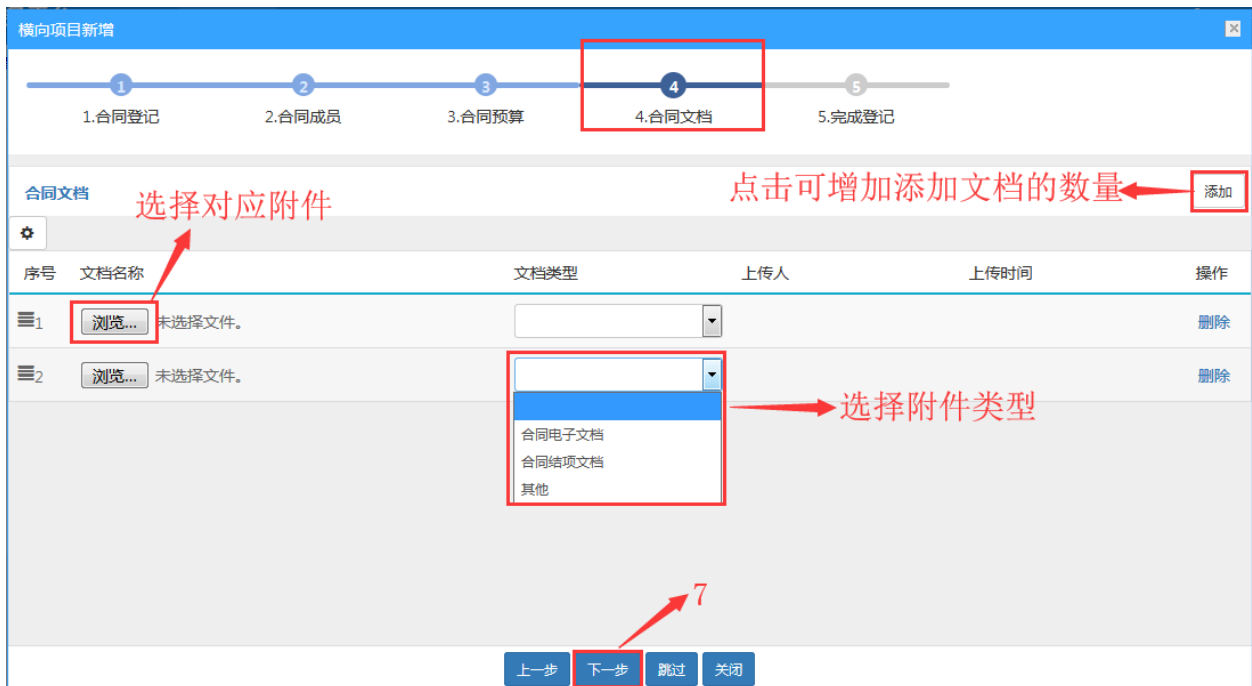 横向项目新增
1 2 3 4 5
1.合同登记 2.合同成员 3.合同预算 4.合同文档 5.完成登记
合同文档 选择对应附件 点击可增加添加文档的数量 添加
序号 文档名称 文档类型 上传人 上传时间 操作
1 浏览... 未选择文件。 删除
2 浏览... 未选择文件。 删除
选择附件类型
合同电子文档
合同结项文档
其他
7
上一步 下一步 跳过 关闭